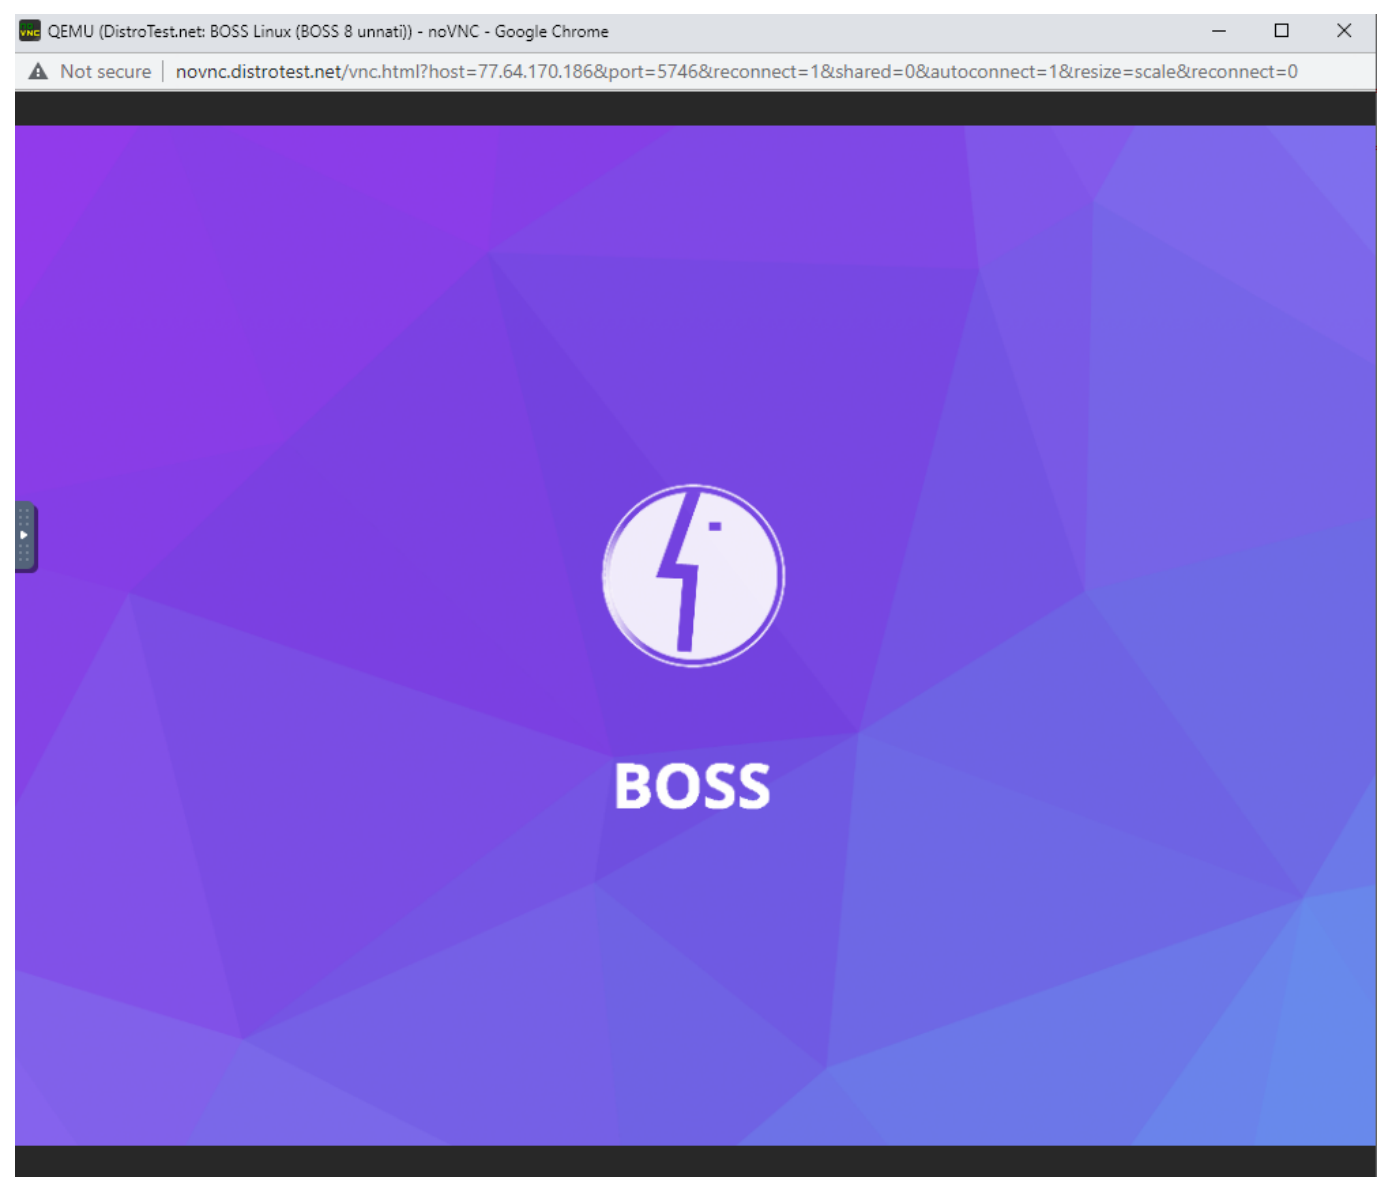 QEMU (DistroTest.net: BOSS Linux (BOSS 8 unnati)) - noVNC - Google Chrome
Not secure | novnc.distrotest.net/vnc.html?host=77.64.170.186&port=5746&reconnect=1&shared=0&autoconnect=1&resize=scale&reconnect=0
BOSS